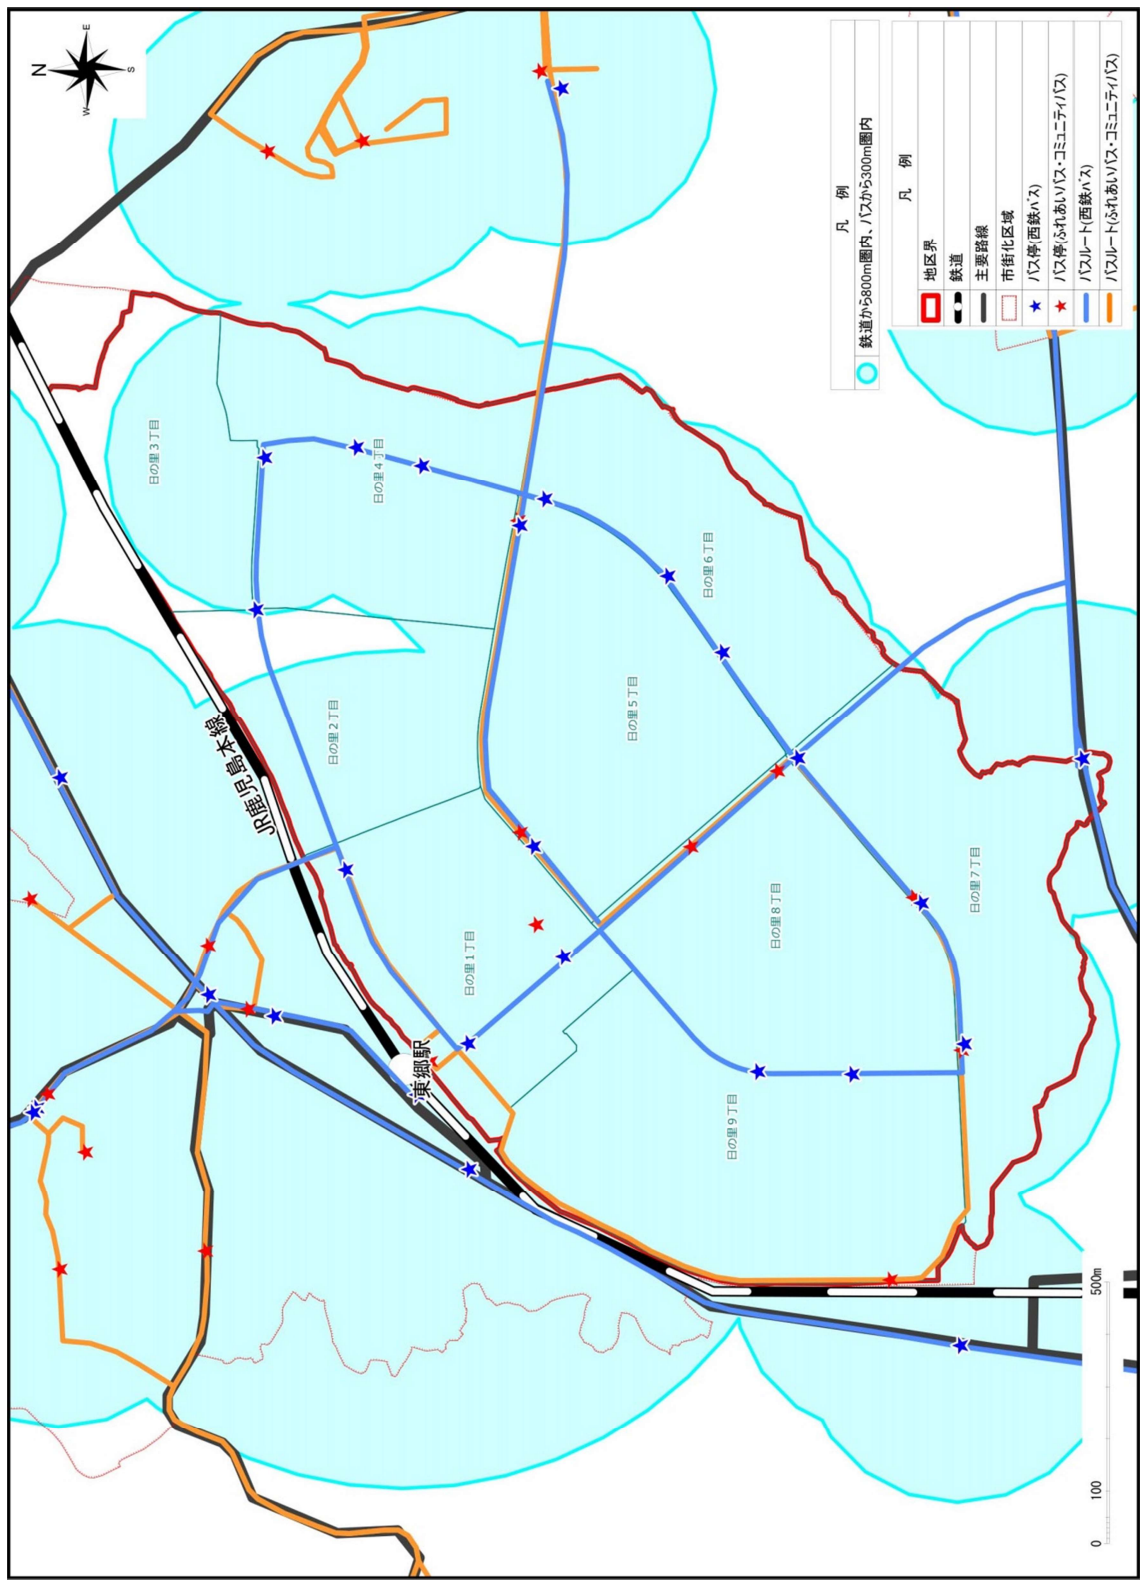 N
E
S
W
凡　例
鉄道から800m圏内、バスから300m圏内
凡　例
地区界
鉄道
主要路線
市街化区域
バス停(西鉄バス)
バス停(ふれあいバス・コミュニティバス)
バスルート(西鉄バス)
バスルート(ふれあいバス・コミュニティバス)
日の里3丁目
日の里4丁目
日の里6丁目
日の里2丁目
日の里5丁目
JR鹿児島本線
日の里1丁目
日の里8丁目
日の里7丁目
東郷駅
日の里9丁目
0
100
500m